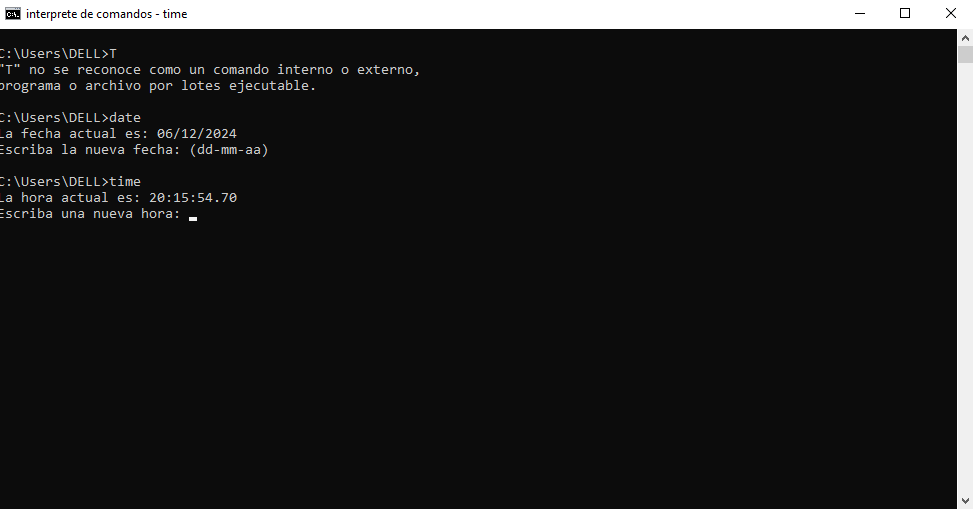 interprete de comandos - time
C:\Users\DELL>T
"T" no se reconoce como un comando interno o externo,
programa o archivo por lotes ejecutable.
C:\Users\DELL>date
La fecha actual es: 06/12/2024
Escriba la nueva fecha: (dd-mm-aa)
C:\Users\DELL>time
La hora actual es: 20:15:54.70
Escriba una nueva hora: